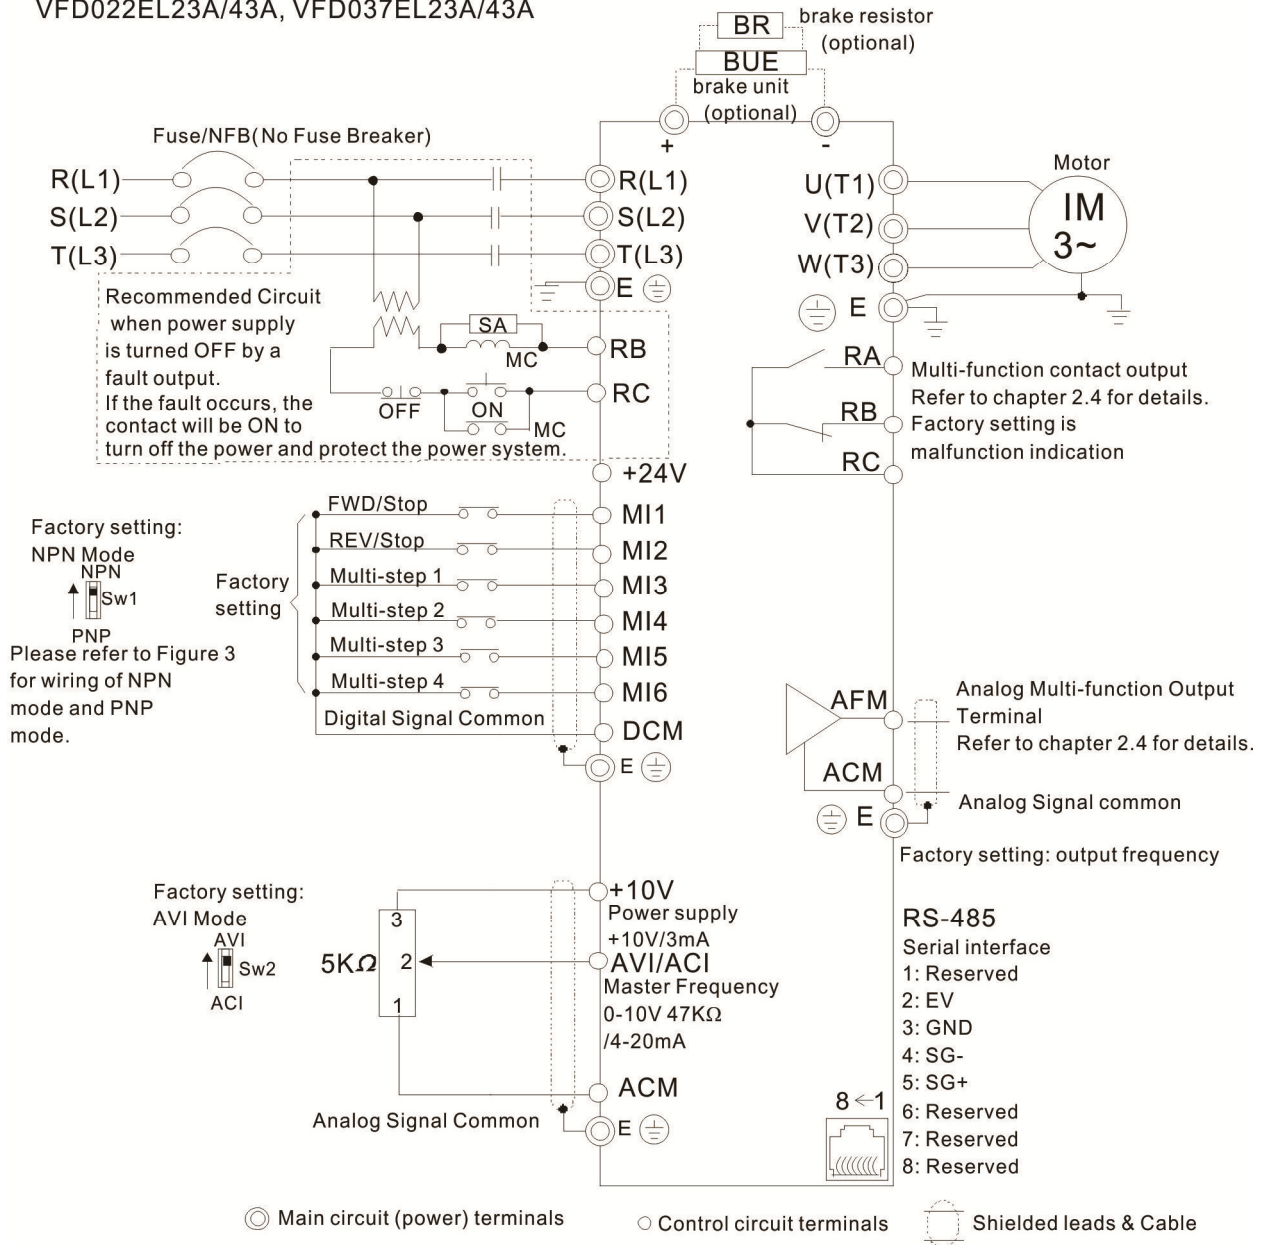 VFD022EL23A/43A, VFD037EL23A/43A
BR
brake resistor
(optional)
BUE
brake unit
(optional)
+
-
Fuse/NFB(No Fuse Breaker)
R(L1)
S(L2)
T(L3)
R(L1)
S(L2)
T(L3)
E
Recommended Circuit
when power supply
is turned OFF by a
fault output.
If the fault occurs, the
contact will be ON to
turn off the power and protect the power system.
SA
MC
RB
OFF
ON
MC
RC
U(T1)
V(T2)
W(T3)
E
Motor
IM
3~
RA
RB
RC
Multi-function contact output
Refer to chapter 2.4 for details.
Factory setting is
malfunction indication
+24V
Factory setting:
NPN Mode
NPN
Sw1
PNP
Please refer to Figure 3
for wiring of NPN
mode and PNP
mode.
Factory
setting
FWD/Stop
MI1
REV/Stop
MI2
Multi-step 1
MI3
Multi-step 2
MI4
Multi-step 3
MI5
Multi-step 4
MI6
Digital Signal Common
DCM
E
AFM
Analog Multi-function Output
Terminal
Refer to chapter 2.4 for details.
ACM
Analog Signal common
E
Factory setting: output frequency
Factory setting:
AVI Mode
AVI
Sw2
ACI
5KΩ
3
2
1
+10V
Power supply
+10V/3mA
AVI/ACI
Master Frequency
0-10V 47KΩ
/4-20mA
ACM
Analog Signal Common
E
RS-485
Serial interface
1: Reserved
2: EV
3: GND
4: SG-
5: SG+
6: Reserved
7: Reserved
8: Reserved
8←1
Main circuit (power) terminals
Control circuit terminals
Shielded leads & Cable